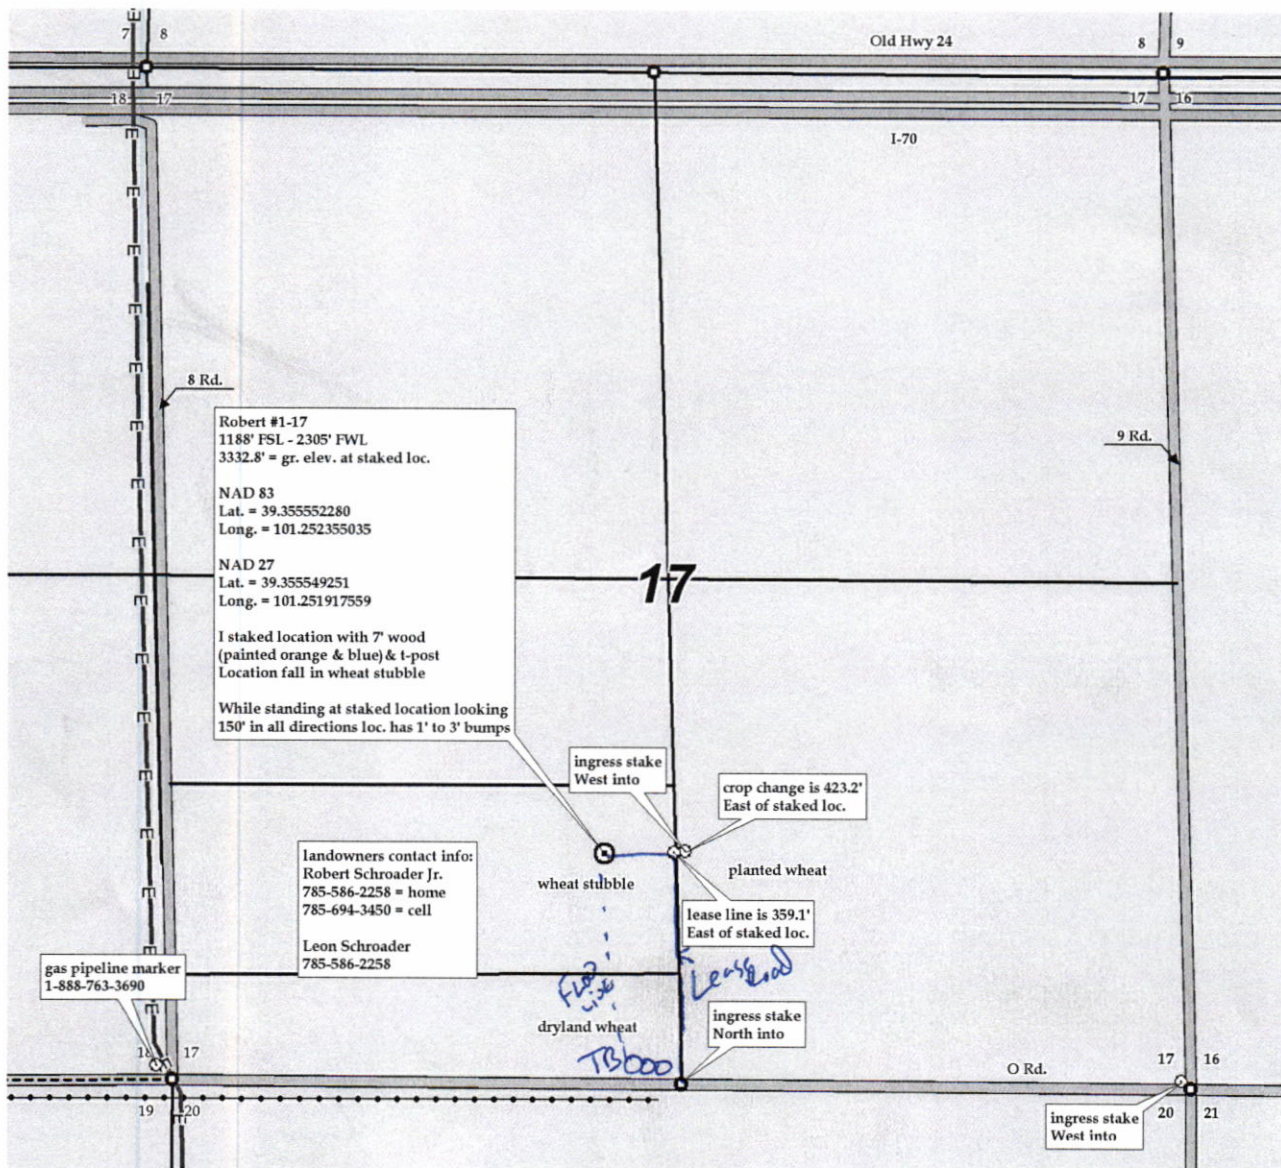 7 8
Old Hwy 24
8 9
18 17
17 16
I-70
8 Rd.
9 Rd.
Robert #1-17
1188' FSL - 2305' FWL
3332.8' = gr. elev. at staked loc.
NAD 83
Lat. = 39.355552280
Long. = 101.252355035
NAD 27
Lat. = 39.355549251
Long. = 101.251917559
I staked location with 7' wood
(painted orange & blue) & t-post
Location fall in wheat stubble
While standing at staked location looking
150' in all directions loc. has 1' to 3' bumps
17
ingress stake
West into
crop change is 423.2'
East of staked loc.
landowners contact info:
Robert Schroader Jr.
785-586-2258 = home
785-694-3450 = cell
Leon Schroader
785-586-2258
wheat stubble
planted wheat
lease line is 359.1'
East of staked loc.
gas pipeline marker
1-888-763-3690
Lease Road
Flow
Line
ingress stake
North into
dryland wheat
18 17
O Rd.
17 16
19 20
20 21
ingress stake
West into
E E E E E E E E E E E E E E E E E E E